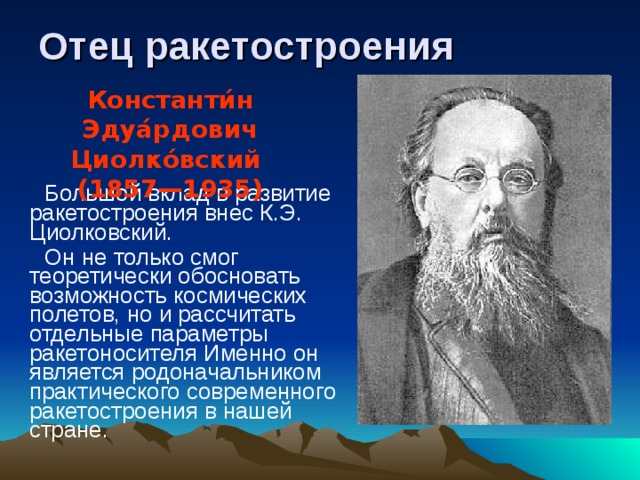 Отец ракетостроения
Константи́н
Эдуа́рдович
Циолко́вский
(1857—1935)
Большой вклад в развитие
ракетостроения внес К.Э.
Циолковский.
Он не только смог
теоретически обосновать
возможность космических
полетов, но и рассчитать
отдельные параметры
ракетоносителя Именно он
является родоначальником
практического современного
ракетостроения в нашей
стране.